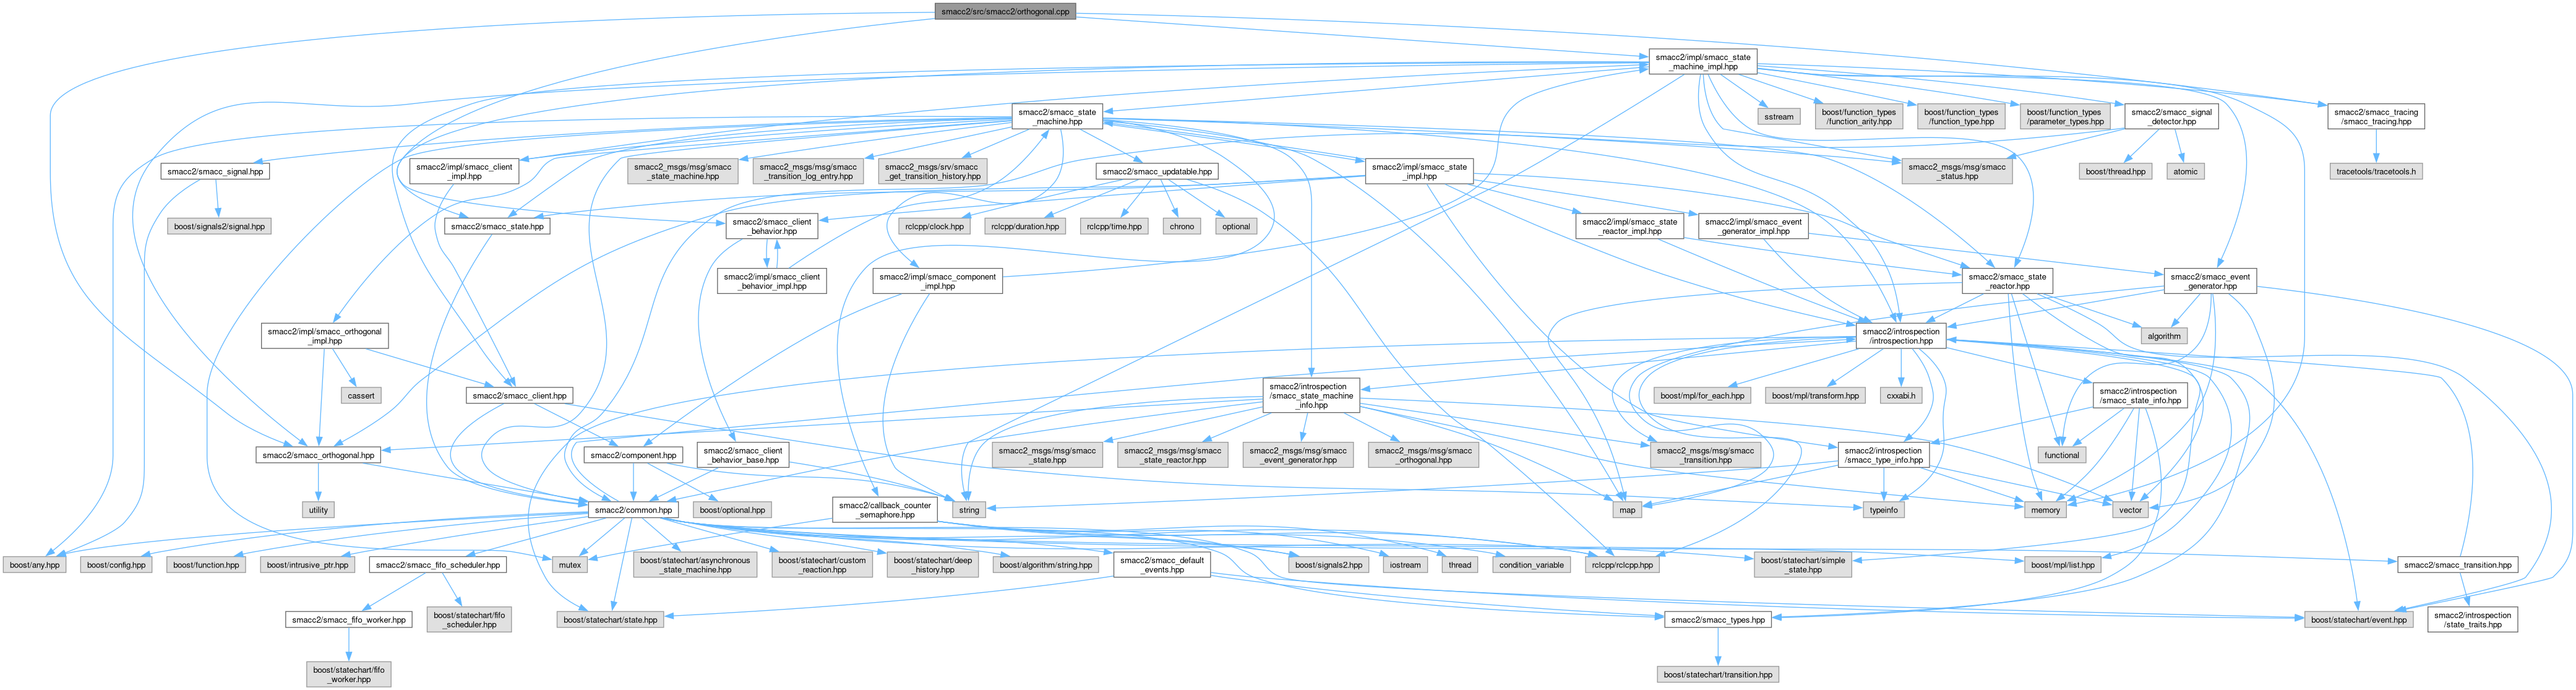 smacc2/src/smacc2/orthogonal.cpp
smacc2/impl/smacc_state
_machine_impl.hpp
smacc2/smacc_state
_machine.hpp
sstream
boost/function_types
/function_arity.hpp
boost/function_types
/function_type.hpp
boost/function_types
/parameter_types.hpp
smacc2/smacc_signal
_detector.hpp
smacc2/smacc_tracing
/smacc_tracing.hpp
smacc2/smacc_signal.hpp
smacc2/impl/smacc_client
_impl.hpp
smacc2_msgs/msg/smacc
_state_machine.hpp
smacc2_msgs/msg/smacc
_transition_log_entry.hpp
smacc2_msgs/srv/smacc
_get_transition_history.hpp
smacc2/smacc_updatable.hpp
smacc2/impl/smacc_state
_impl.hpp
smacc2_msgs/msg/smacc
_status.hpp
boost/thread.hpp
atomic
tracetools/tracetools.h
boost/signals2/signal.hpp
smacc2/smacc_state.hpp
smacc2/smacc_client
_behavior.hpp
rclcpp/clock.hpp
rclcpp/duration.hpp
rclcpp/time.hpp
chrono
optional
smacc2/impl/smacc_state
_reactor_impl.hpp
smacc2/impl/smacc_event
_generator_impl.hpp
smacc2/impl/smacc_client
_behavior_impl.hpp
smacc2/impl/smacc_component
_impl.hpp
smacc2/smacc_state
_reactor.hpp
smacc2/smacc_event
_generator.hpp
smacc2/impl/smacc_orthogonal
_impl.hpp
smacc2/introspection
/introspection.hpp
algorithm
cassert
smacc2/smacc_client.hpp
smacc2/introspection
/smacc_state_machine
_info.hpp
boost/mpl/for_each.hpp
boost/mpl/transform.hpp
cxxabi.h
smacc2/introspection
/smacc_state_info.hpp
smacc2/smacc_orthogonal.hpp
smacc2/component.hpp
smacc2/smacc_client
_behavior_base.hpp
smacc2_msgs/msg/smacc
_state.hpp
smacc2_msgs/msg/smacc
_state_reactor.hpp
smacc2_msgs/msg/smacc
_event_generator.hpp
smacc2_msgs/msg/smacc
_orthogonal.hpp
smacc2_msgs/msg/smacc
_transition.hpp
smacc2/introspection
/smacc_type_info.hpp
functional
utility
smacc2/common.hpp
boost/optional.hpp
smacc2/callback_counter
_semaphore.hpp
string
map
typeinfo
memory
vector
boost/any.hpp
boost/config.hpp
boost/function.hpp
boost/intrusive_ptr.hpp
smacc2/smacc_fifo_scheduler.hpp
mutex
boost/statechart/asynchronous
_state_machine.hpp
boost/statechart/custom
_reaction.hpp
boost/statechart/deep
_history.hpp
boost/algorithm/string.hpp
smacc2/smacc_default
_events.hpp
boost/signals2.hpp
iostream
thread
condition_variable
rclcpp/rclcpp.hpp
boost/statechart/simple
_state.hpp
boost/mpl/list.hpp
smacc2/smacc_transition.hpp
smacc2/smacc_fifo_worker.hpp
boost/statechart/fifo
_scheduler.hpp
boost/statechart/state.hpp
smacc2/smacc_types.hpp
boost/statechart/event.hpp
smacc2/introspection
/state_traits.hpp
boost/statechart/fifo
_worker.hpp
boost/statechart/transition.hpp